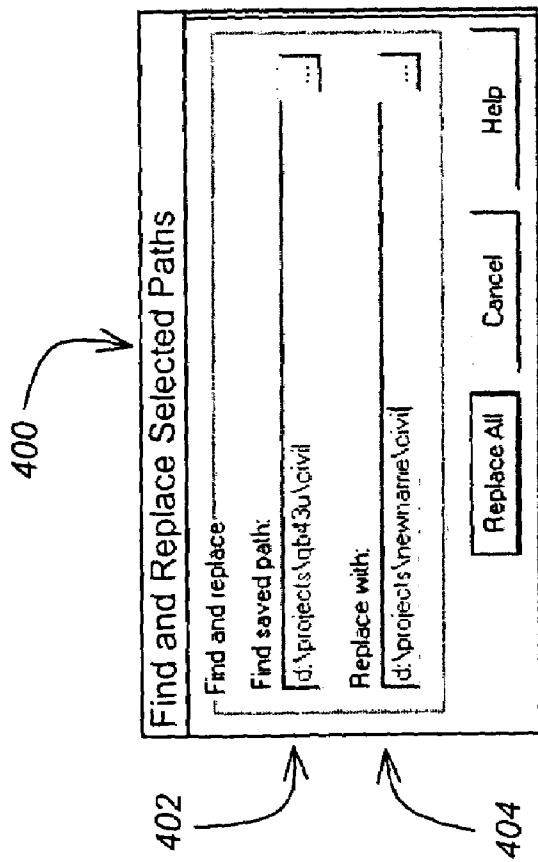 400
Find and Replace Selected Paths
Find and replace
Find saved path:
402
d:\projects\qb43u\civil
...
Replace with:
404
d:\projects\newname\civil
...
Replace All
Cancel
Help